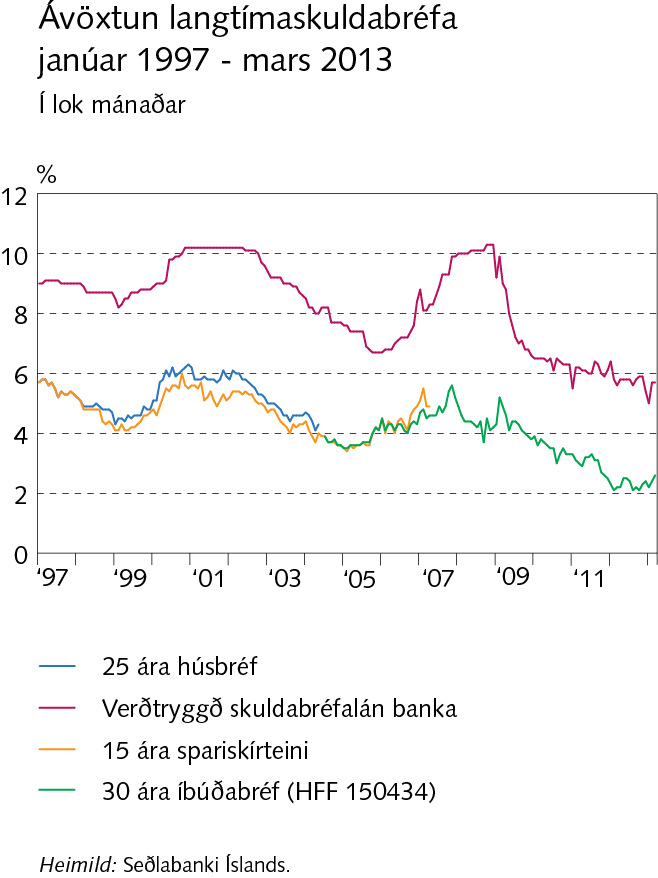 Ávöxtun langtímaskuldabréfa
janúar 1997 - mars 2013
Í lok mánaðar
%
12
10
8
6
4
2
0
‘97 ‘99 ‘01 ‘03 ‘05 ‘07 ‘09 ‘11
25 ára húsbréf
Verðtryggð skuldabréfalán banka
15 ára spariskírteini
30 ára íbúðabréf (HFF 150434)
Heimild: Seðlabanki Íslands.